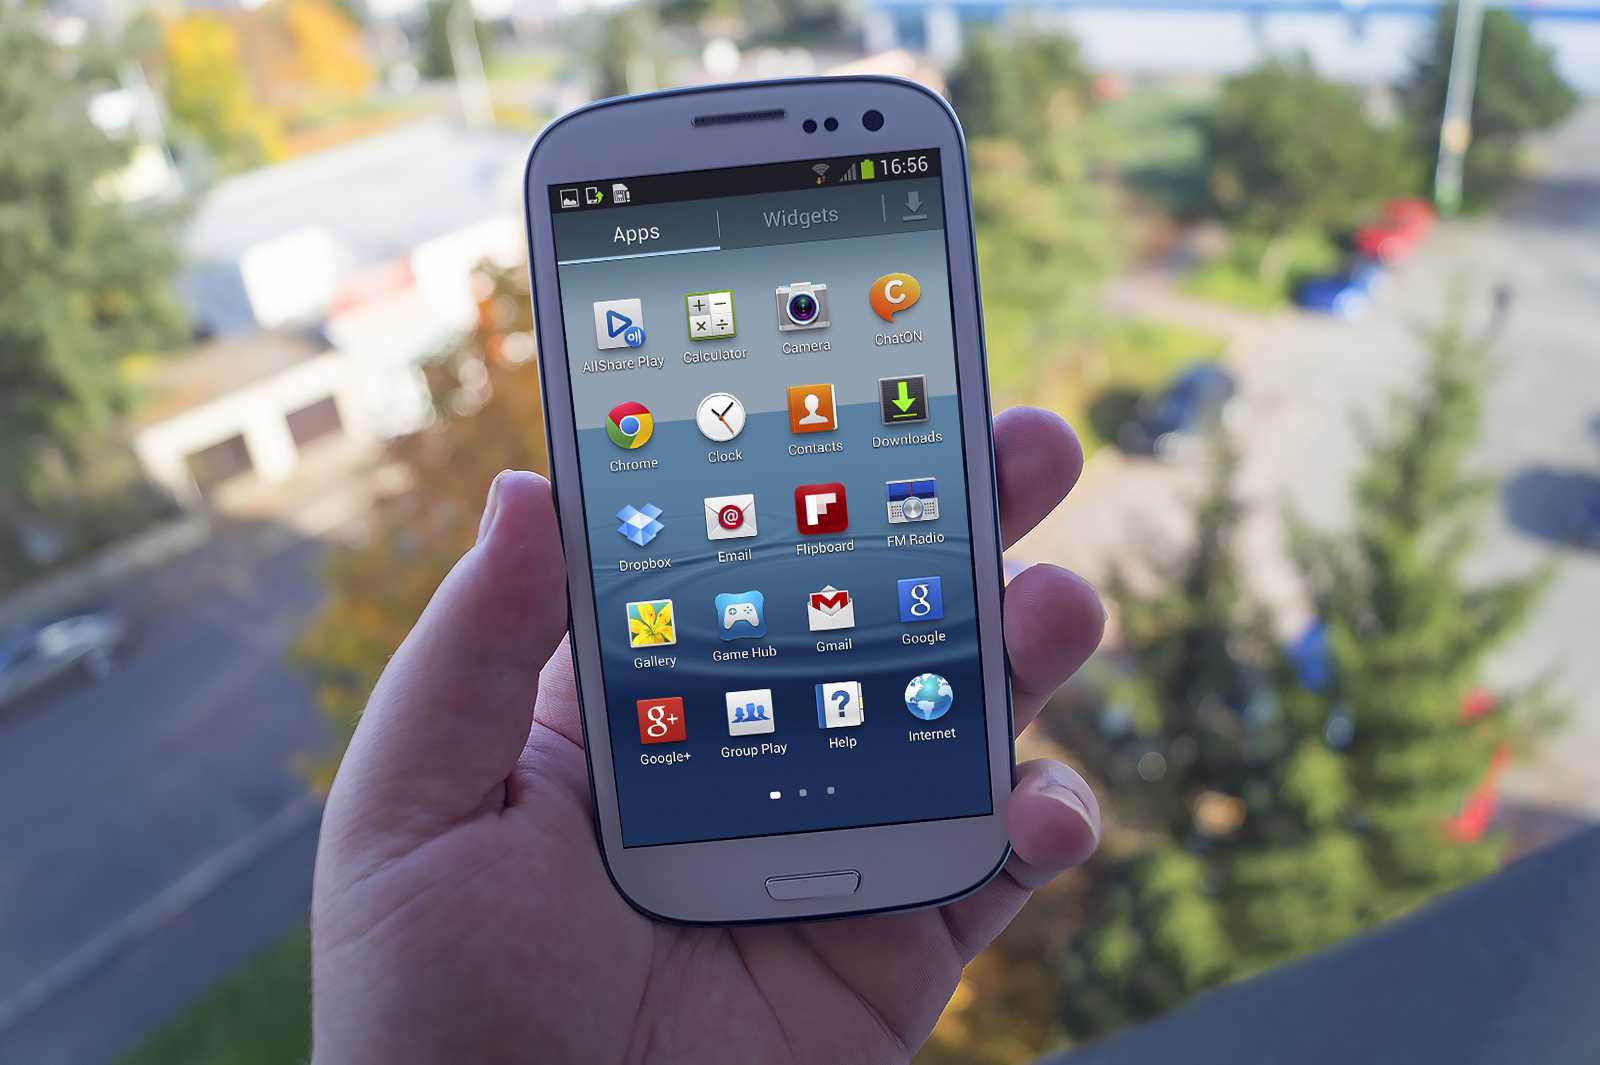 16:56
Apps
Widgets
AllShare Play
Calculator
Camera
ChatON
Chrome
Clock
Contacts
Downloads
Dropbox
Email
Flipboard
FM Radio
Gallery
Game Hub
Gmail
Google
Google+
Group Play
Help
Internet